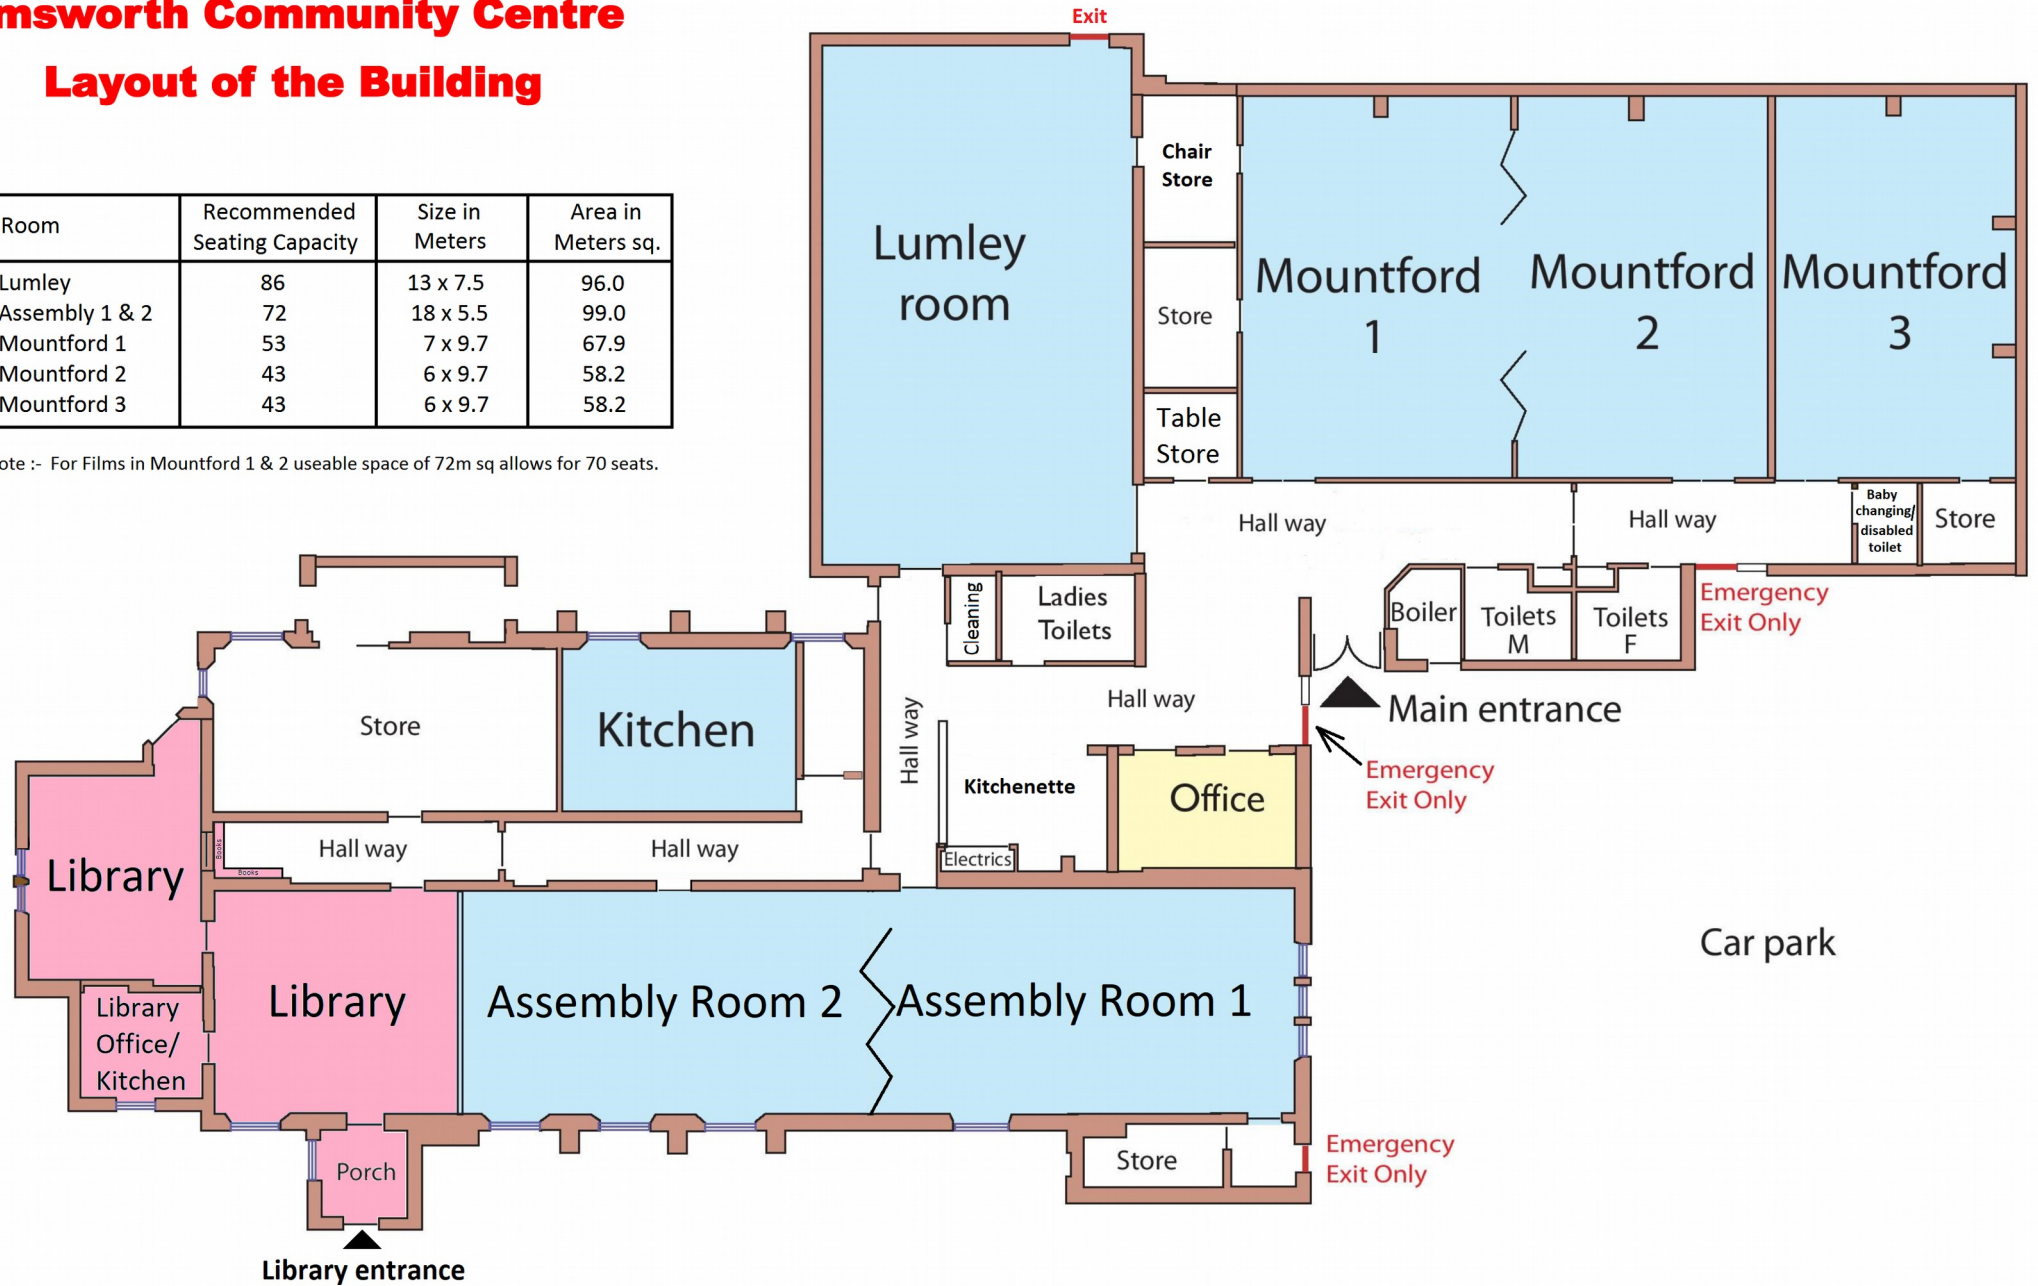 msworth Community Centre
Layout of the Building
Exit
Room Recommended Seating Capacity Size in Meters Area in Meters sq.
Lumley 86 13 x 7.5 96.0
Assembly 1 & 2 72 18 x 5.5 99.0
Mountford 1 53 7 x 9.7 67.9
Mountford 2 43 6 x 9.7 58.2
Mountford 3 43 6 x 9.7 58.2
ote :- For Films in Mountford 1 & 2 useable space of 72m sq allows for 70 seats.
Lumley
room
Chair
Store
Store
Table
Store
Mountford
1
Mountford
2
Mountford
3
Hall way
Hall way
Baby
changing/
disabled
toilet
Store
Cleaning
Ladies
Toilets
Boiler
Toilets
M
Toilets
F
Emergency
Exit Only
Main entrance
Emergency
Exit Only
Hall way
Hall way
Store
Kitchen
Kitchenette
Office
Electrics
Hall way
Hall way
Books
Books
Library
Library
Library
Office/
Kitchen
Assembly Room 2
Assembly Room 1
Car park
Store
Emergency
Exit Only
Porch
Library entrance